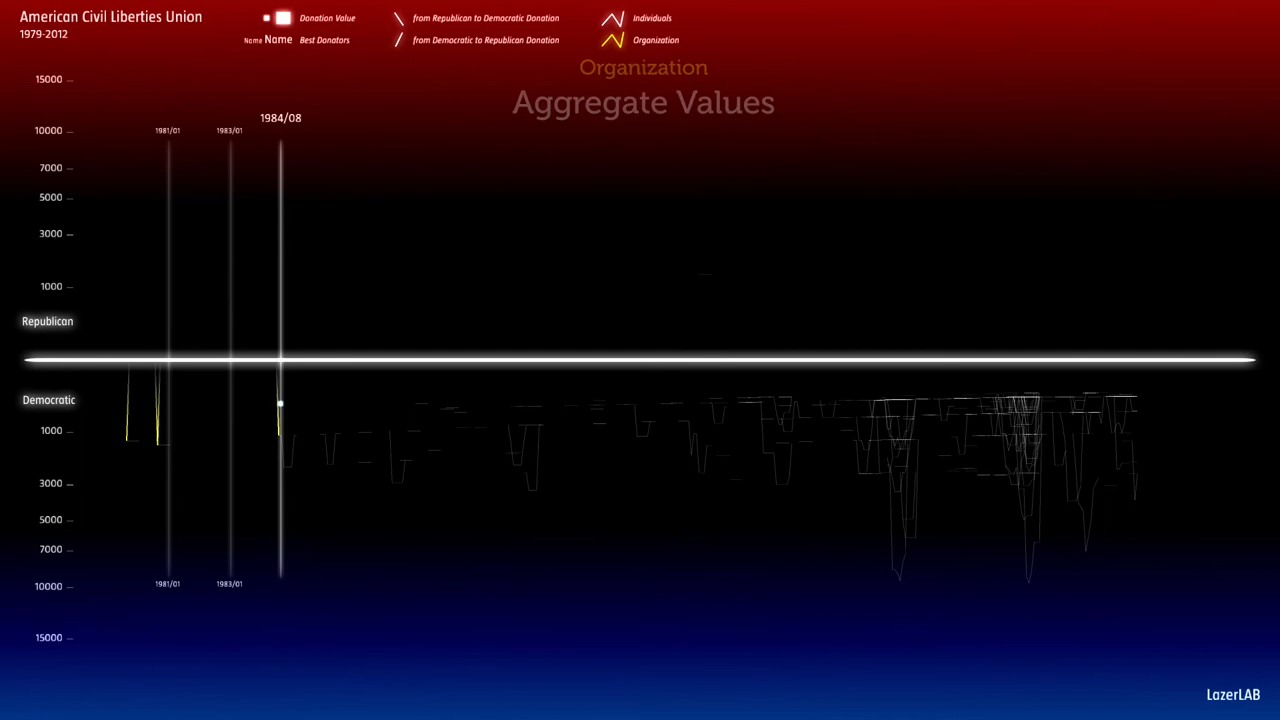 American Civil Liberties Union
1979-2012
Donation Value
Name Name Best Donators
from Republican to Democratic Donation
from Democratic to Republican Donation
Individuals
Organization
Organization
Aggregate Values
15000
10000
7000
5000
3000
1000
Republican
Democratic
1000
3000
5000
7000
10000
15000
1981/01
1983/01
1984/08
1981/01
1983/01
LazerLAB